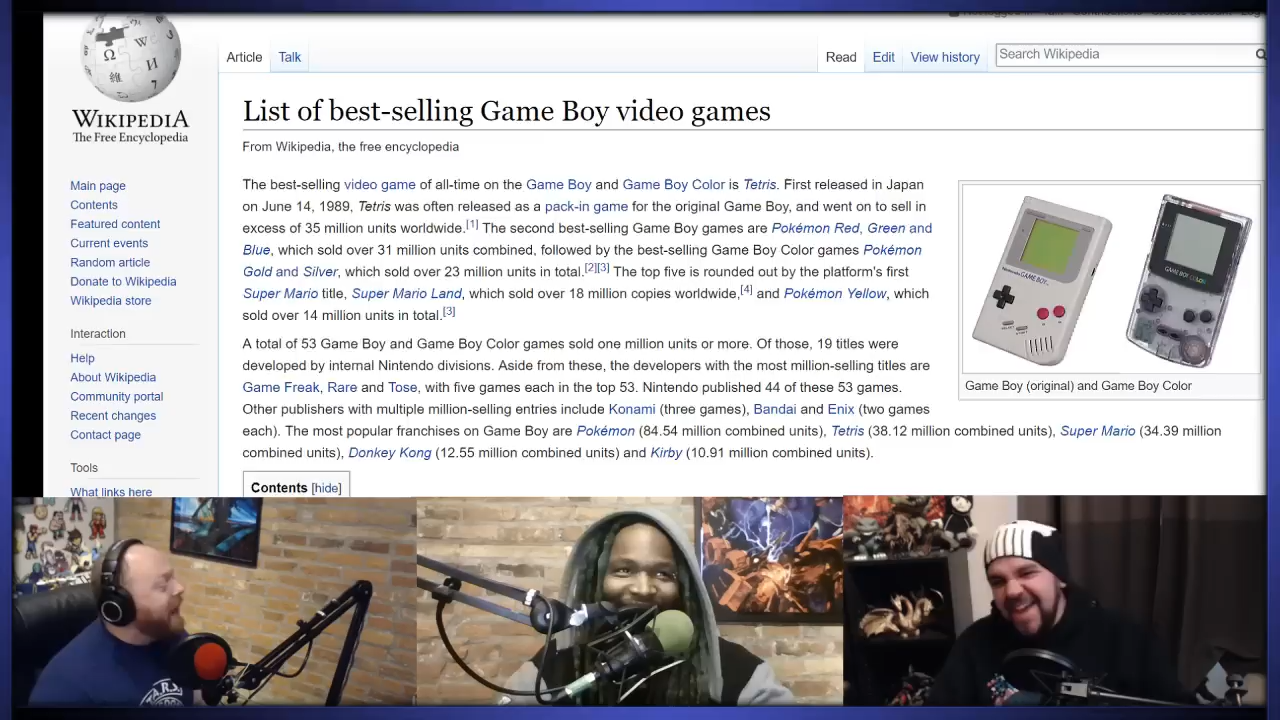 Article Talk Read Edit View history Search Wikipedia
WIKIPEDIA
The Free Encyclopedia
List of best-selling Game Boy video games
From Wikipedia, the free encyclopedia
Main page
Contents
Featured content
Current events
Random article
Donate to Wikipedia
Wikipedia store
Interaction
Help
About Wikipedia
Community portal
Recent changes
Contact page
Tools
What links here
The best-selling video game of all-time on the Game Boy and Game Boy Color is Tetris. First released in Japan
on June 14, 1989, Tetris was often released as a pack-in game for the original Game Boy, and went on to sell in
excess of 35 million units worldwide.[1] The second best-selling Game Boy games are Pokémon Red, Green and
Blue, which sold over 31 million units combined, followed by the best-selling Game Boy Color games Pokémon
Gold and Silver, which sold over 23 million units in total.[2][3] The top five is rounded out by the platform's first
Super Mario title, Super Mario Land, which sold over 18 million copies worldwide,[4] and Pokémon Yellow, which
sold over 14 million units in total.[3]
A total of 53 Game Boy and Game Boy Color games sold one million units or more. Of those, 19 titles were
developed by internal Nintendo divisions. Aside from these, the developers with the most million-selling titles are
Game Freak, Rare and Tose, with five games each in the top 53. Nintendo published 44 of these 53 games.
Other publishers with multiple million-selling entries include Konami (three games), Bandai and Enix (two games
each). The most popular franchises on Game Boy are Pokémon (84.54 million combined units), Tetris (38.12 million combined units), Super Mario (34.39 million
combined units), Donkey Kong (12.55 million combined units) and Kirby (10.91 million combined units).
Contents [hide]
GAME BOY
GAME BOY COLOR
Game Boy (original) and Game Boy Color